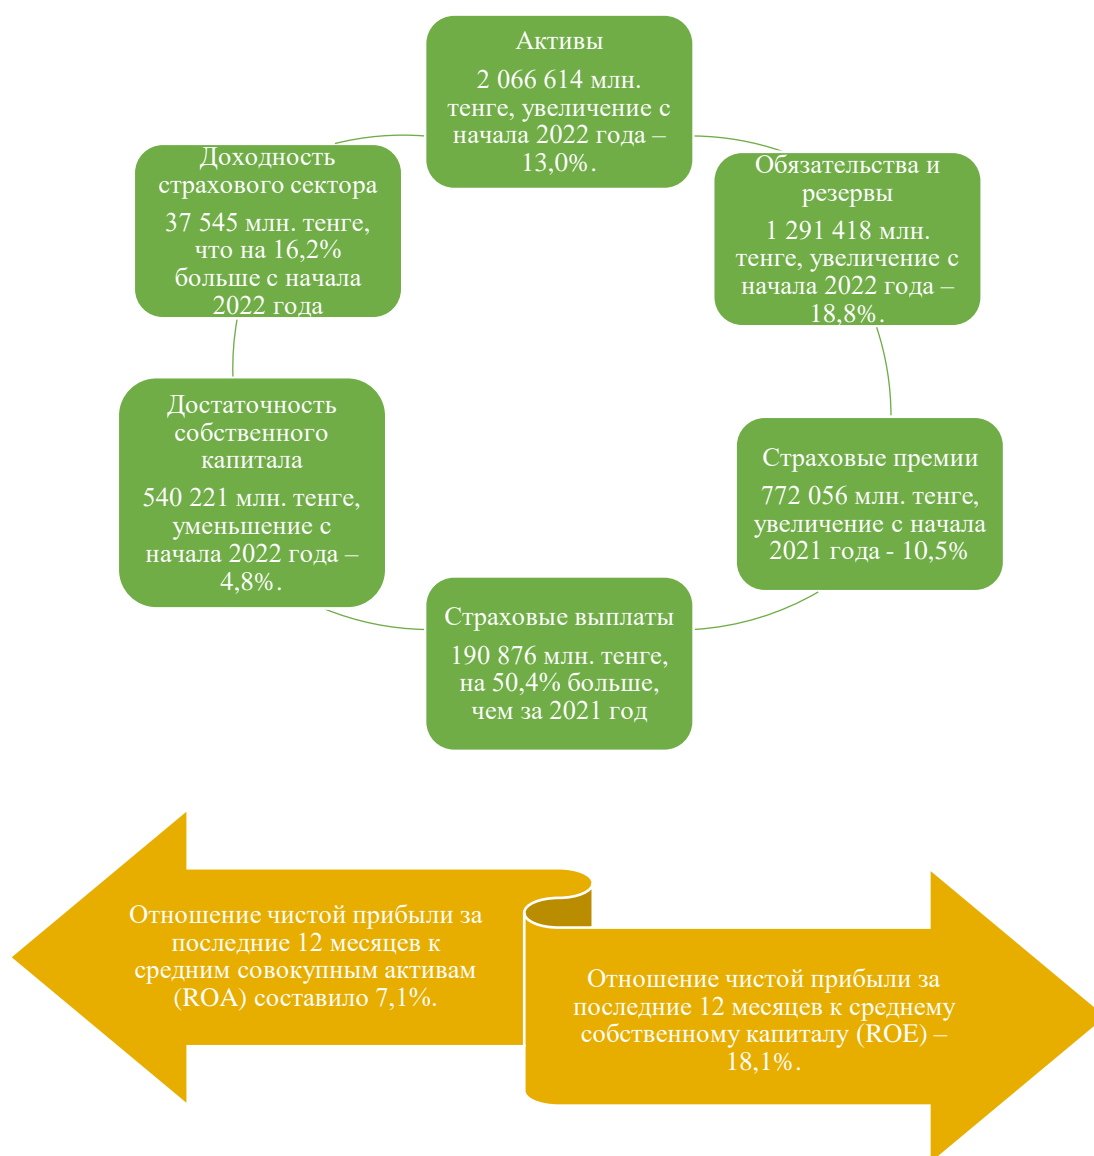 Активы
2 066 614 млн.
тенге, увеличение с
начала 2022 года –
13,0%.
Обязательства и
резервы
1 291 418 млн.
тенге, увеличение с
начала 2022 года –
18,8%.
Страховые премии
772 056 млн. тенге,
увеличение с начала
2021 года - 10,5%
Страховые выплаты
190 876 млн. тенге,
на 50,4% больше,
чем за 2021 год
Достаточность
собственного
капитала
540 221 млн. тенге,
уменьшение с
начала 2022 года –
4,8%.
Доходность
страхового сектора
37 545 млн. тенге,
что на 16,2%
больше с начала
2022 года
Отношение чистой прибыли за
последние 12 месяцев к
средним совокупным активам
(ROA) составило 7,1%.
Отношение чистой прибыли за
последние 12 месяцев к среднему
собственному капиталу (ROE) –
18,1%.